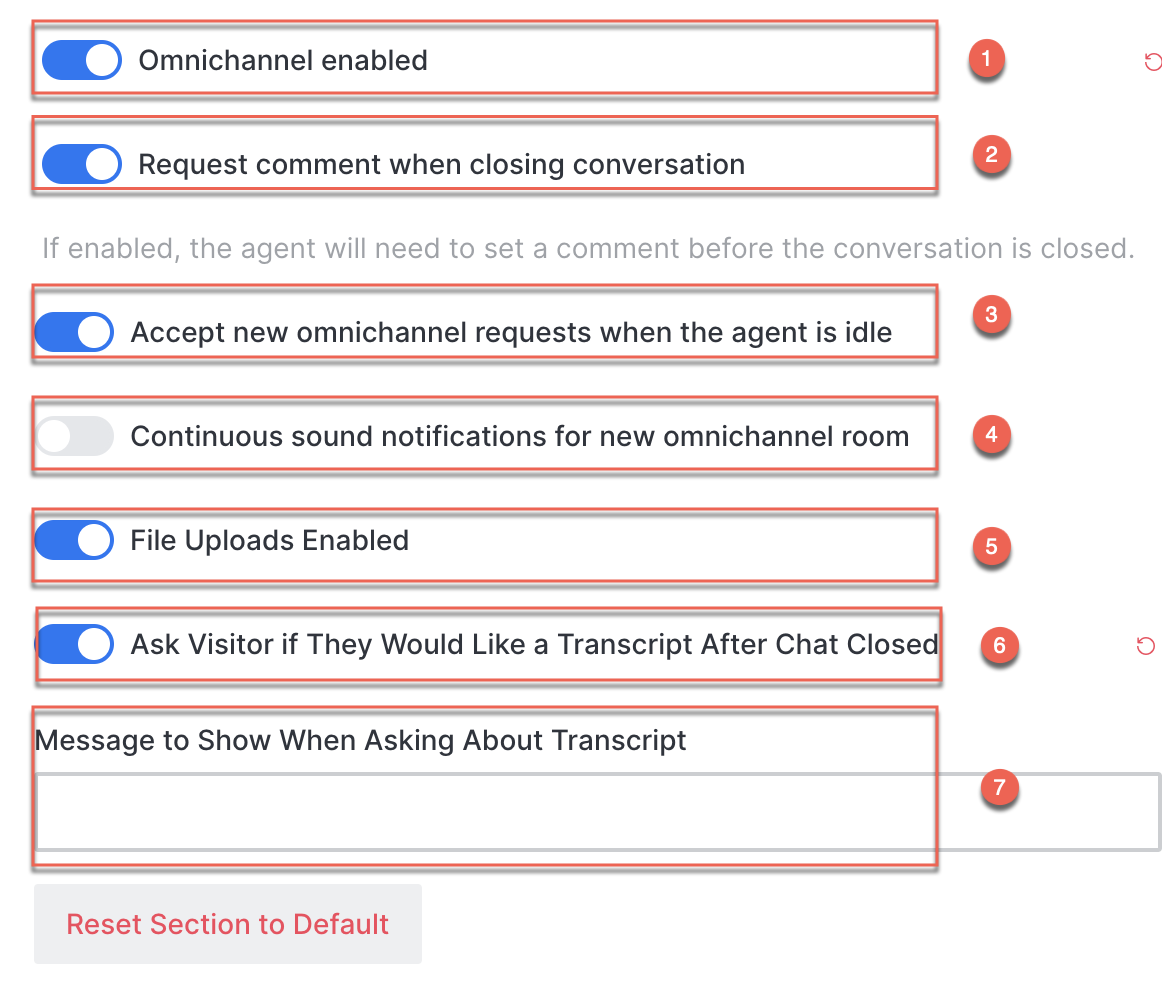 Omnichannel enabled 1
Request comment when closing conversation 2
If enabled, the agent will need to set a comment before the conversation is closed.
Accept new omnichannel requests when the agent is idle 3
Continuous sound notifications for new omnichannel room 4
File Uploads Enabled 5
Ask Visitor if They Would Like a Transcript After Chat Closed 6
Message to Show When Asking About Transcript
7
Reset Section to Default